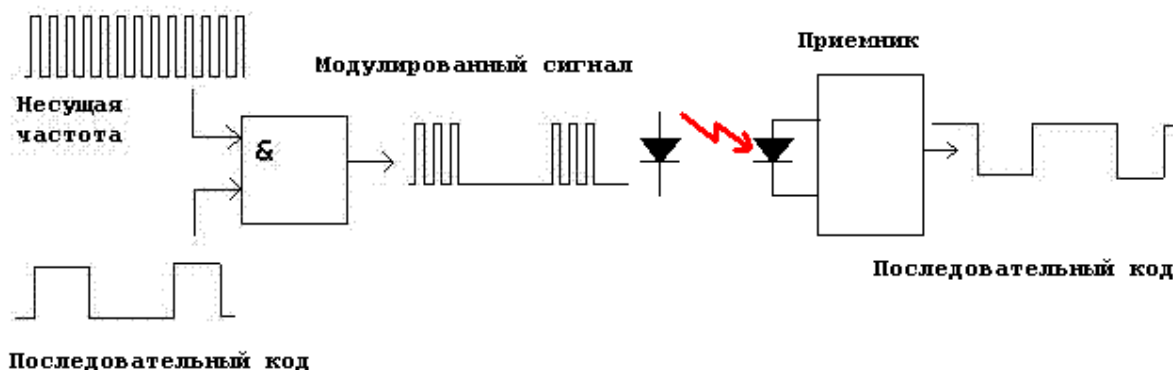 Приемник
Модулированный сигнал
Несущая
частота
&
Последовательный код
Последовательный код